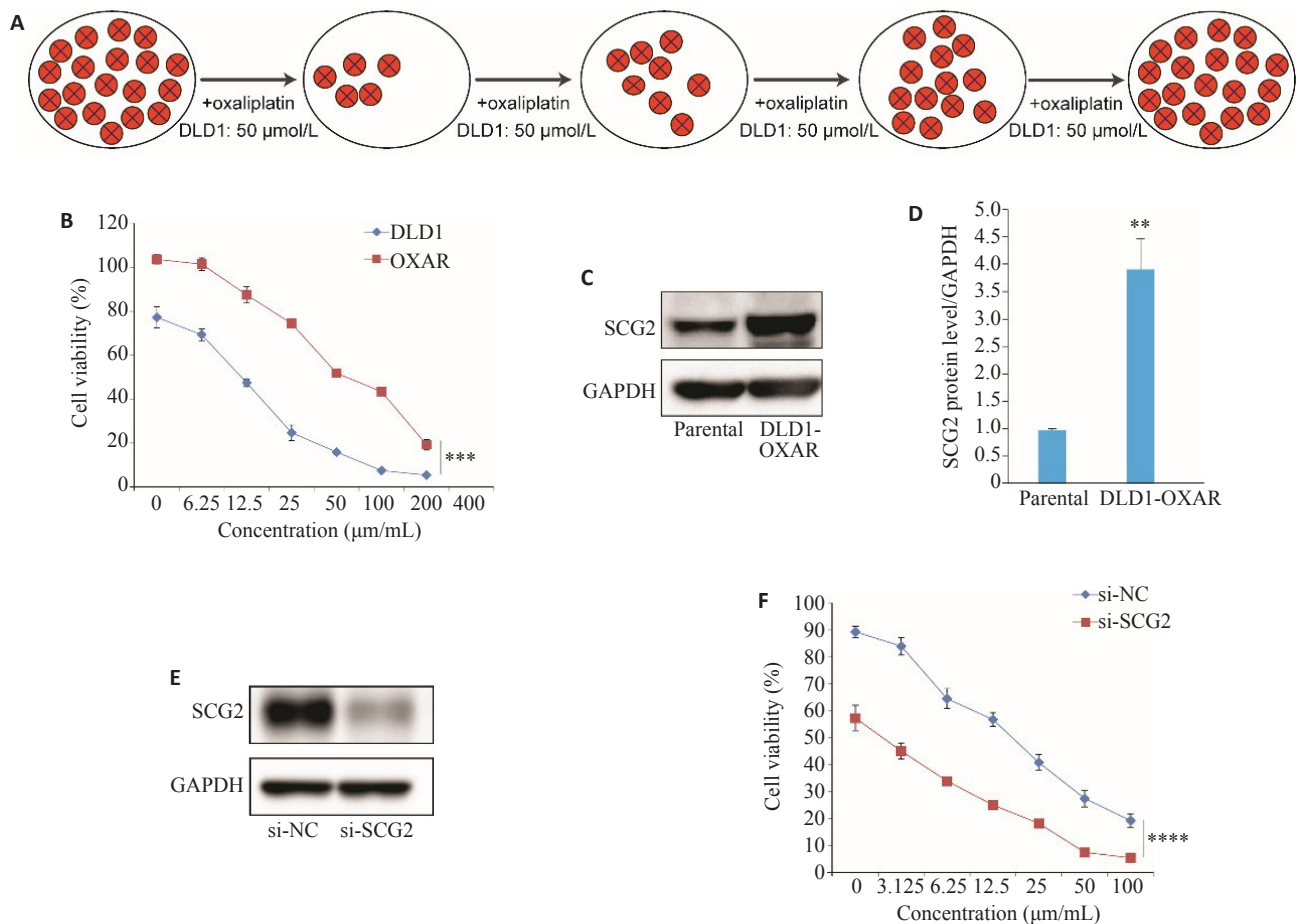 A
+oxaliplatin
DLD1: 50 μmol/L
+oxaliplatin
DLD1: 50 μmol/L
+oxaliplatin
DLD1: 50 μmol/L
+oxaliplatin
DLD1: 50 μmol/L
B
120
100
80
60
40
20
0
Cell viability (%)
DLD1
OXAR
***
0 6.25 12.5 25 50 100 200 400
Concentration (μm/mL)
C
SCG2
GAPDH
Parental DLD1-
OXAR
D
5.0
4.5
4.0
3.5
3.0
2.5
2.0
1.5
1.0
0.5
0
SCG2 protein level/GAPDH
**
Parental DLD1-OXAR
E
SCG2
GAPDH
si-NC si-SCG2
F
100
90
80
70
60
50
40
30
20
10
0
Cell viability (%)
si-NC
si-SCG2
****
0 3.125 6.25 12.5 25 50 100
Concentration (μm/mL)